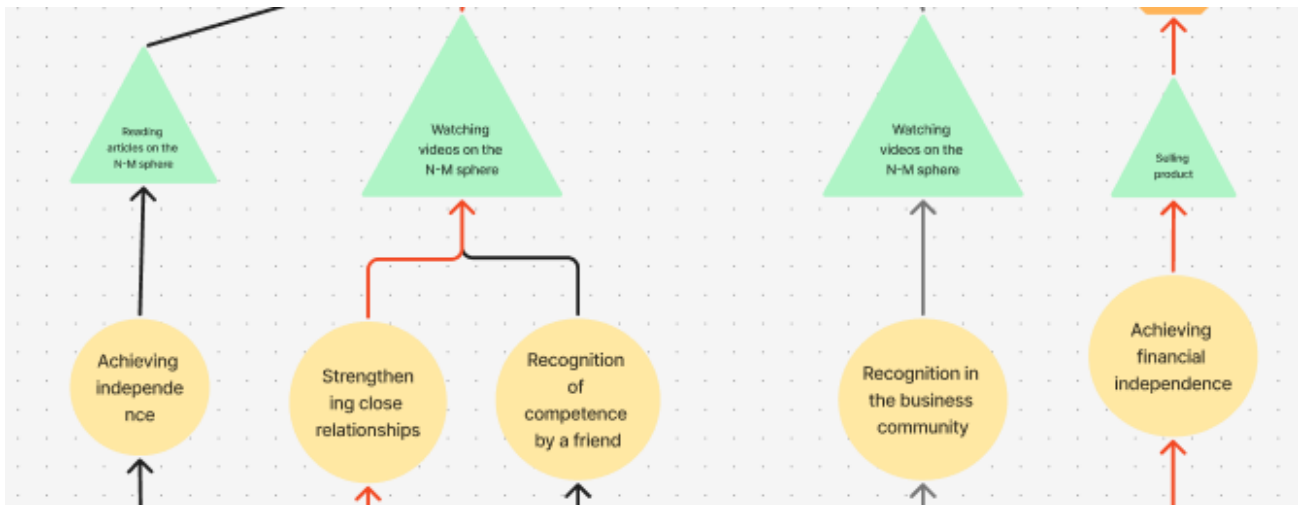 Reading
articles on the
N-M sphere
Watching
videos on the
N-M sphere
Watching
videos on the
N-M sphere
Selling
product
Achieving
independe
nce
Strengthen
ing close
relationships
Recognition
of
competence
by a friend
Recognition in
the business
community
Achieving
financial
independence